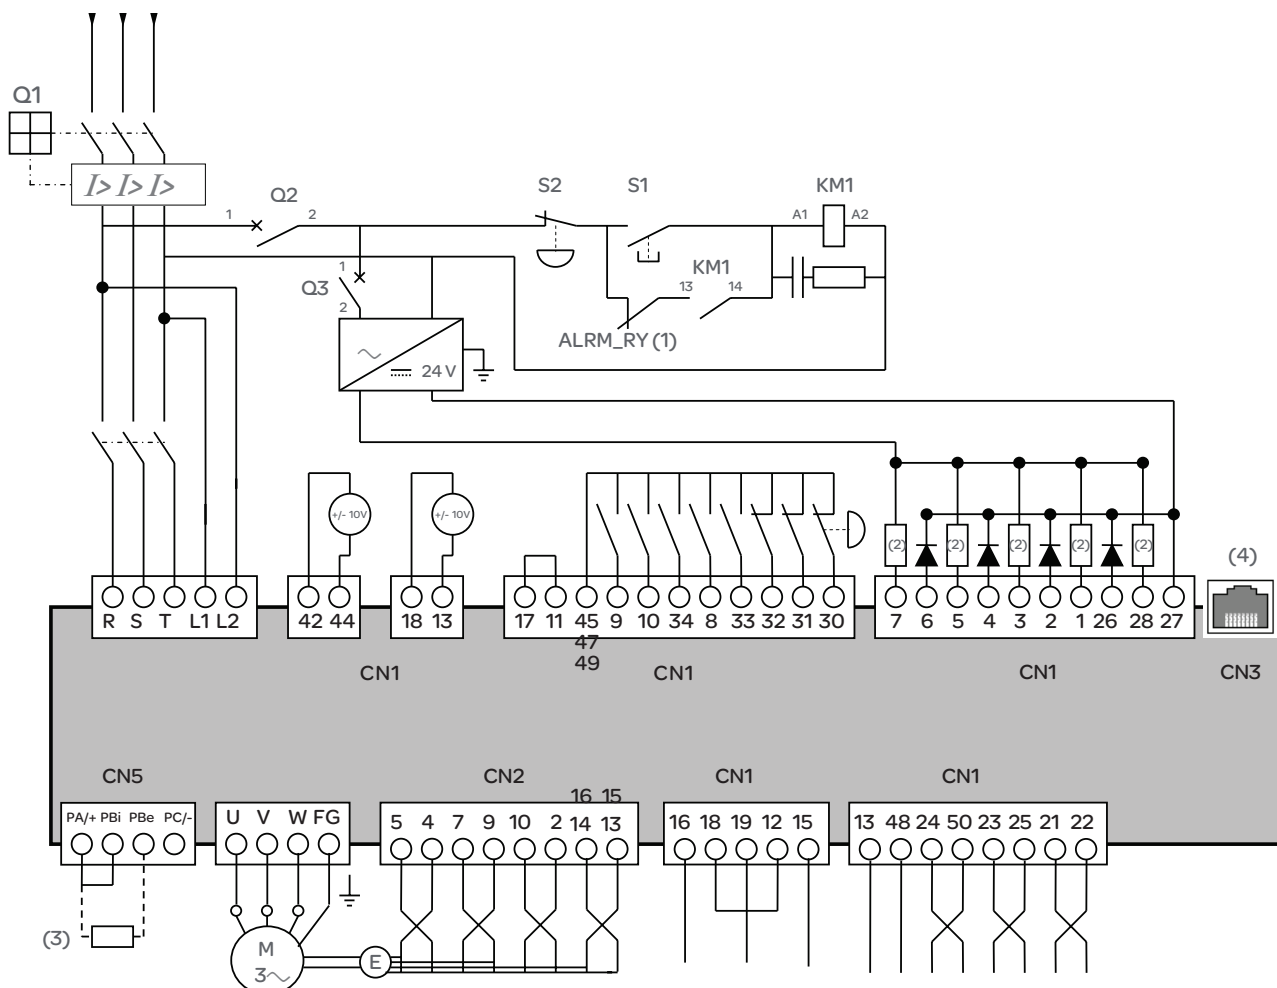 Q1
I> I> I>
1 Q2 2
S2
S1
KM1
A1 A2
1
Q3
2
KM1
13 14
ALRM_RY (1)
24 V
+/- 10V
+/- 10V
(2) (2) (2) (2) (2)
(4)
R S T L1 L2
42 44
18 13
17 11 45 9 10 34 8 33 32 31 30
47
49
7 6 5 4 3 2 1 26 28 27
CN1
CN1
CN1
CN3
CN5
CN2
CN1
CN1
PA/+ PBi PBe PC/-
U V W FG
16 15
5 4 7 9 10 2 14 13
16 18 19 12 15
13 48 24 50 23 25 21 22
(3)
M
3~
E